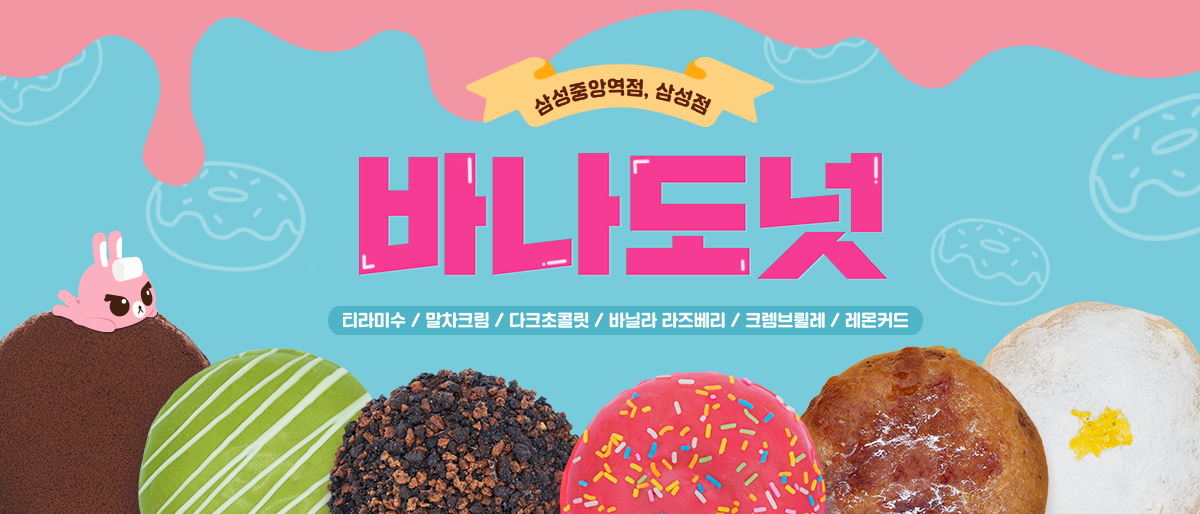 삼성중앙역점, 삼성점
바나도넛
티라미수 / 말차크림 / 다크초콜릿 / 바닐라 라즈베리 / 크렘브륄레 / 레몬커드